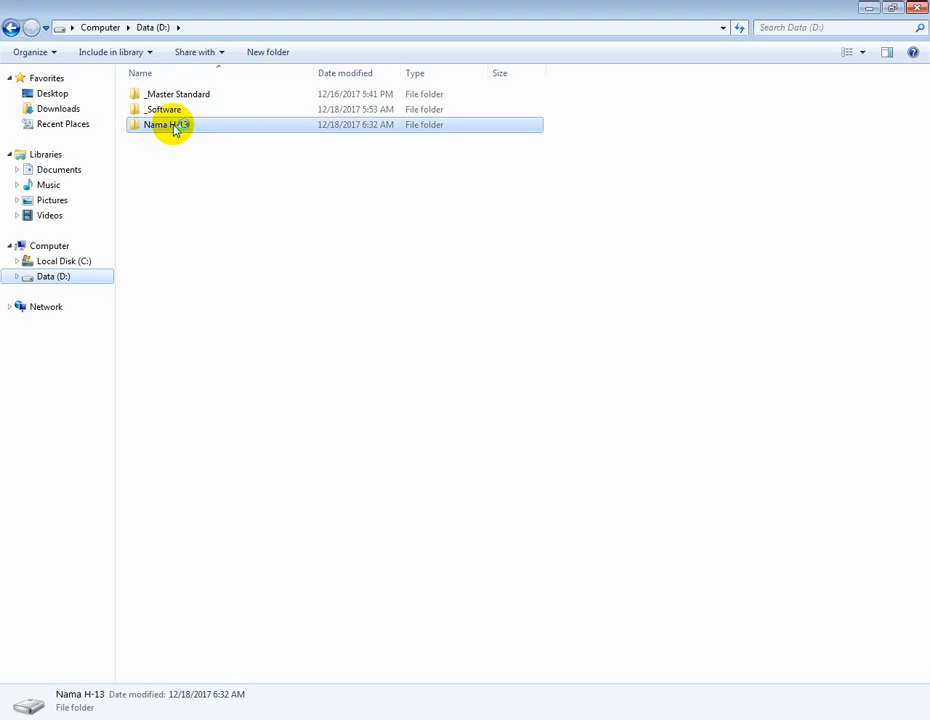 Computer Data (D:) Search Data (D:)
Organize Include in library Share with New folder
Name Date modified Type Size
Favorites
Desktop
Downloads
Recent Places
Libraries
Documents
Music
Pictures
Videos
Computer
Local Disk (C:)
Data (D:)
Network
_Master Standard 12/16/2017 5:41 PM File folder
_Software 12/18/2017 5:53 AM File folder
Nama H-13 12/18/2017 6:32 AM File folder
Nama H-13 Date modified: 12/18/2017 6:32 AM
File folder